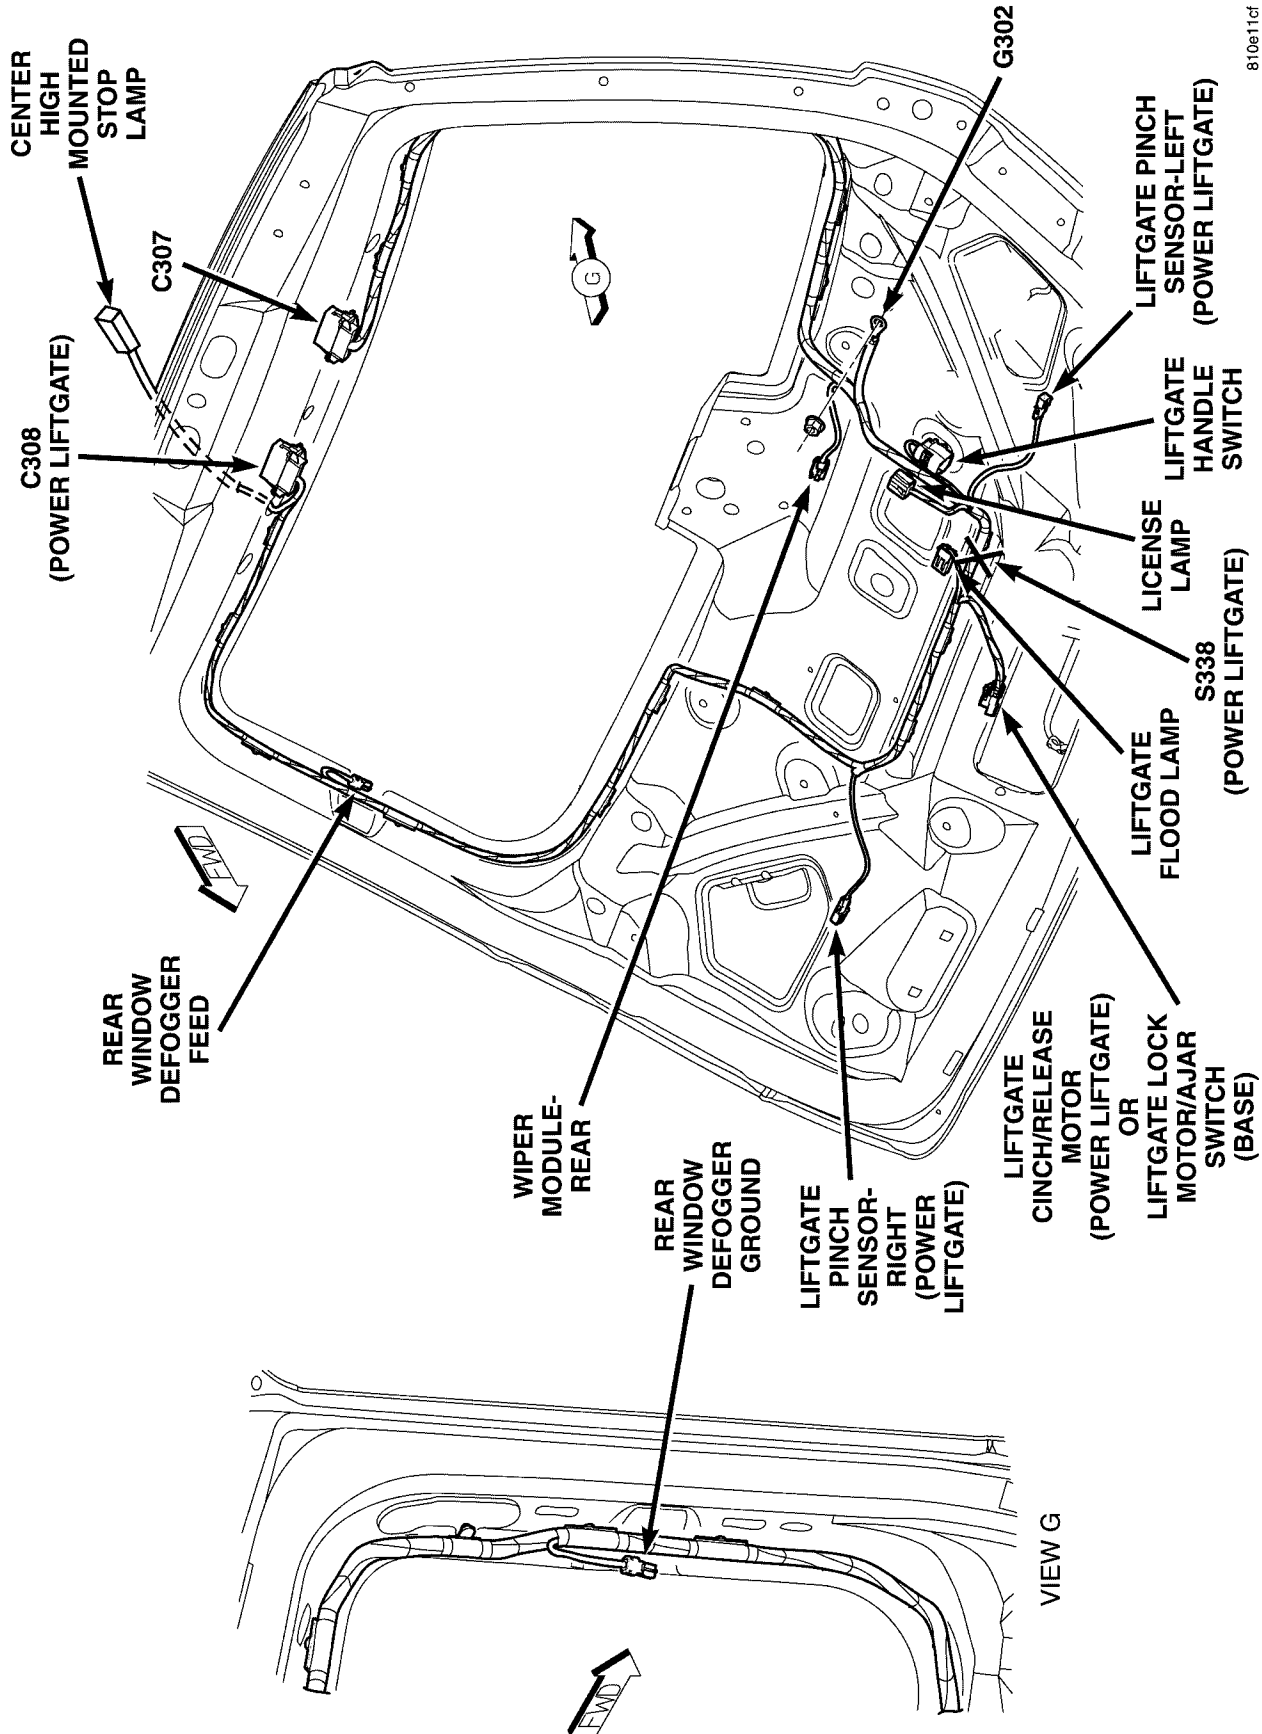 CENTER
HIGH
MOUNTED
STOP
LAMP
C307
C308
(POWER LIFTGATE)
G302
G
FWD
REAR
WINDOW
DEFOGGER
FEED
LIFTGATE PINCH
SENSOR-LEFT
(POWER LIFTGATE)
LIFTGATE
HANDLE
SWITCH
LICENSE
LAMP
S338
(POWER LIFTGATE)
LIFTGATE
FLOOD LAMP
LIFTGATE
CINCH/RELEASE
MOTOR
(POWER LIFTGATE)
OR
LIFTGATE LOCK
MOTOR/AJAR
SWITCH
(BASE)
WIPER
MODULE-
REAR
REAR
WINDOW
DEFOGGER
GROUND
LIFTGATE
PINCH
SENSOR-
RIGHT
(POWER
LIFTGATE)
FWD
VIEW G
810e11cf